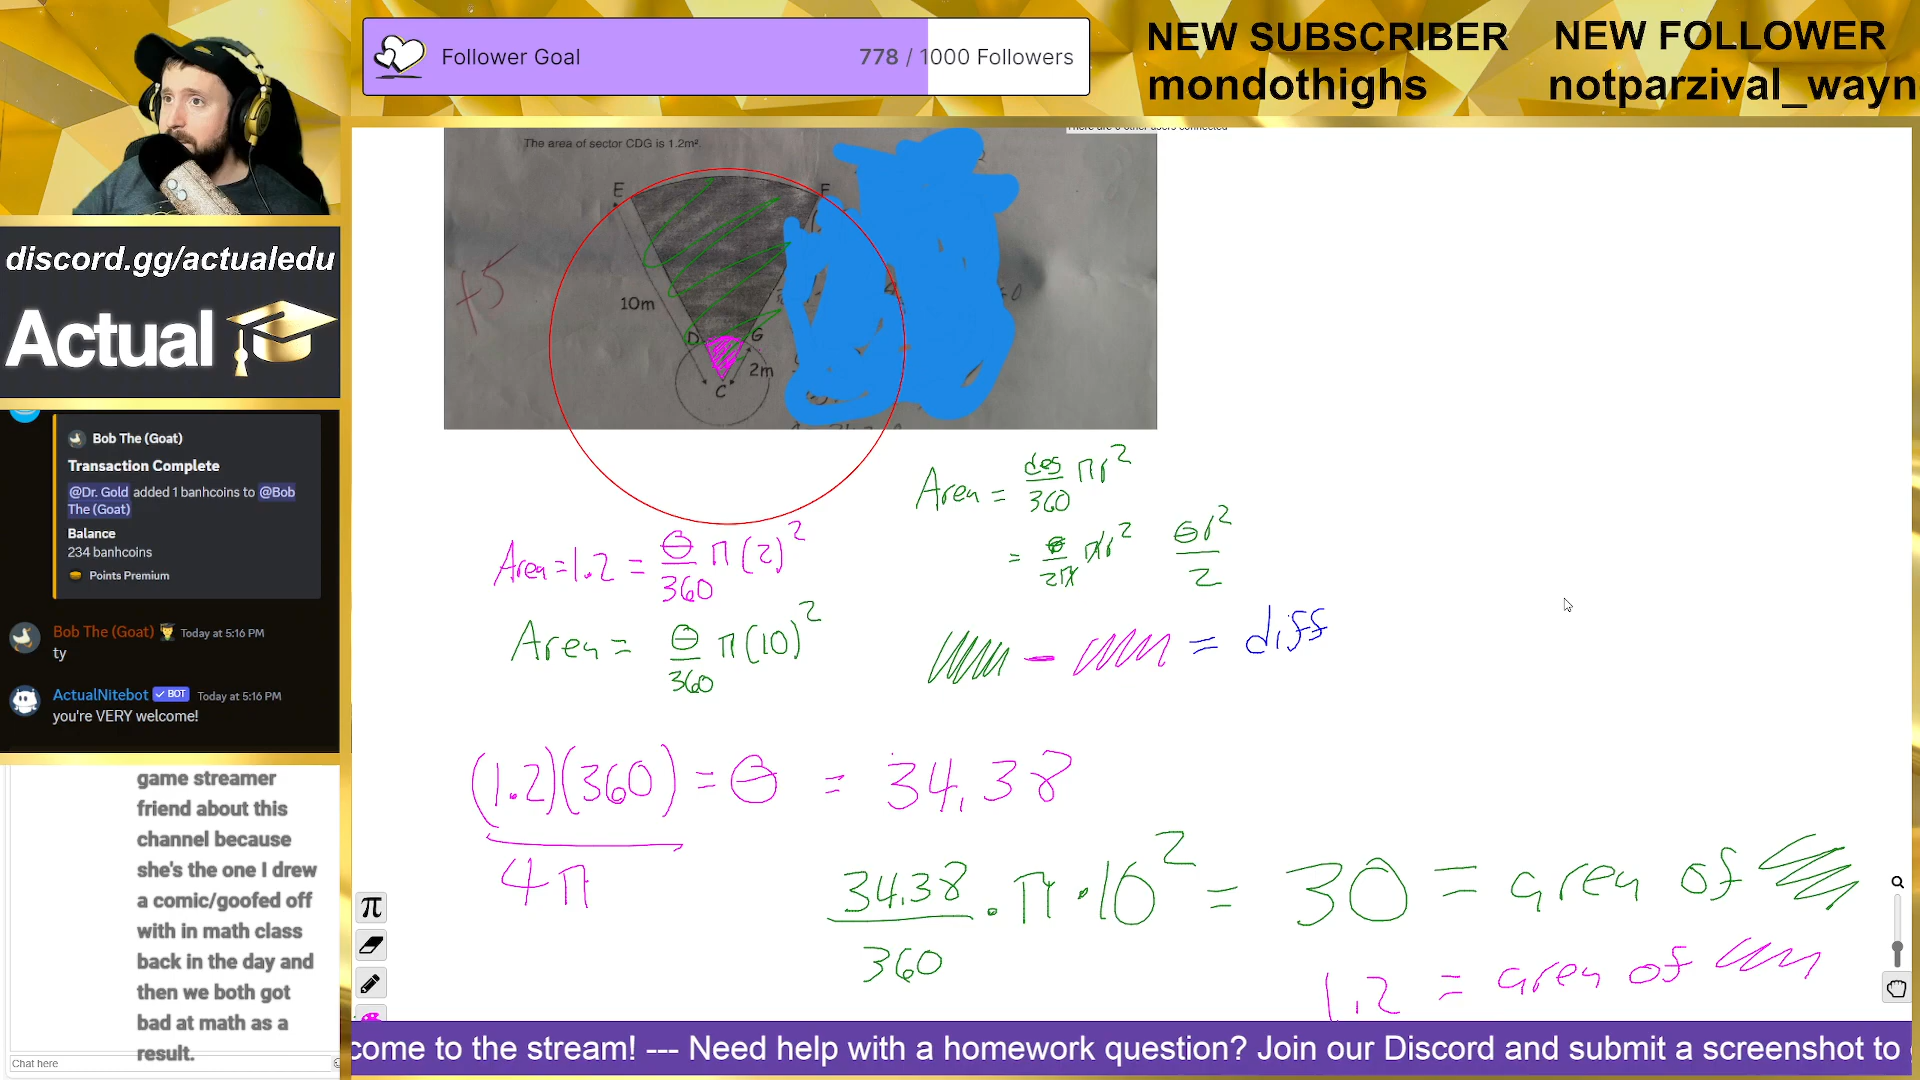 Follower Goal
778 / 1000 Followers
NEW SUBSCRIBER
mondothighs
NEW FOLLOWER
notparzival_wayn
The area of sector CDG is 1.2m².
E
F
10m
D
G
2m
C
+5
discord.gg/actualedu
Actual
Bob The (Goat)
Transaction Complete
@Dr. Gold added 1 banhcoins to @Bob
The (Goat)
Balance
234 banhcoins
Points Premium
Bob The (Goat) Today at 5:16 PM
ty
ActualNitebot ✓ BOT Today at 5:16 PM
you're VERY welcome!
game streamer
friend about this
channel because
she's the one I drew
a comic/goofed off
with in math class
back in the day and
then we both got
bad at math as a
result.
Chat here
Area = deg/360 πr²
= θ/2π πr² θr²/2
Area = 1.2 = θ/360 π(2)²
Area = θ/360 π(10)²
- = diff
(1.2)(360)/4π = θ = 34.38
34.38/360 · π · 10² = 30 = area of
1.2 = area of
π
come to the stream! --- Need help with a homework question? Join our Discord and submit a screenshot to